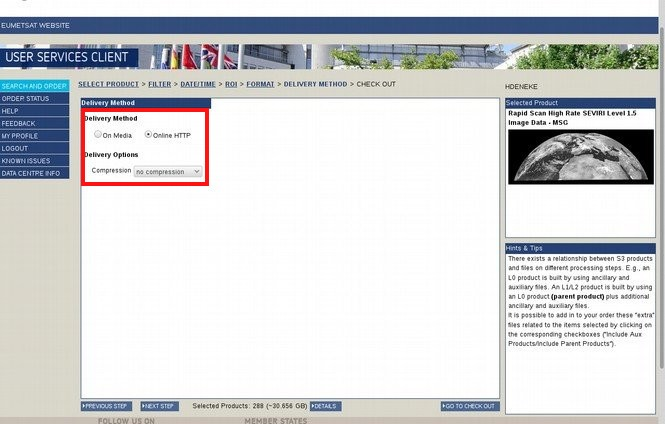 EUMETSAT WEBSITE
USER SERVICES CLIENT
SEARCH AND ORDER
ORDER STATUS
HELP
FEEDBACK
MY PROFILE
LOGOUT
KNOWN ISSUES
DATA CENTRE INFO
SELECT PRODUCT > FILTER > DATE/TIME > ROI > FORMAT > DELIVERY METHOD > CHECK OUT
Delivery Method
Delivery Method
On Media Online HTTP
Delivery Options
Compression no compression
PREVIOUS STEP NEXT STEP Selected Products: 288 (~30.656 GB) DETAILS GO TO CHECK OUT
HDENEKE
Selected Product
Rapid Scan High Rate SEVIRI Level 1.5
Image Data - MSG
Hints & Tips
There exists a relationship between S3 products
and files on different processing steps. E.g., an
L0 product is built by using ancillary and
auxiliary files. An L1/L2 product is built by using
an L0 product (parent product) plus additional
ancillary and auxiliary files.
It is possible to add in to your order these "extra"
files related to the items selected by clicking on
the corresponding checkboxes ("Include Aux
Products/Include Parent Products").
FOLLOW US ON MEMBER STATES